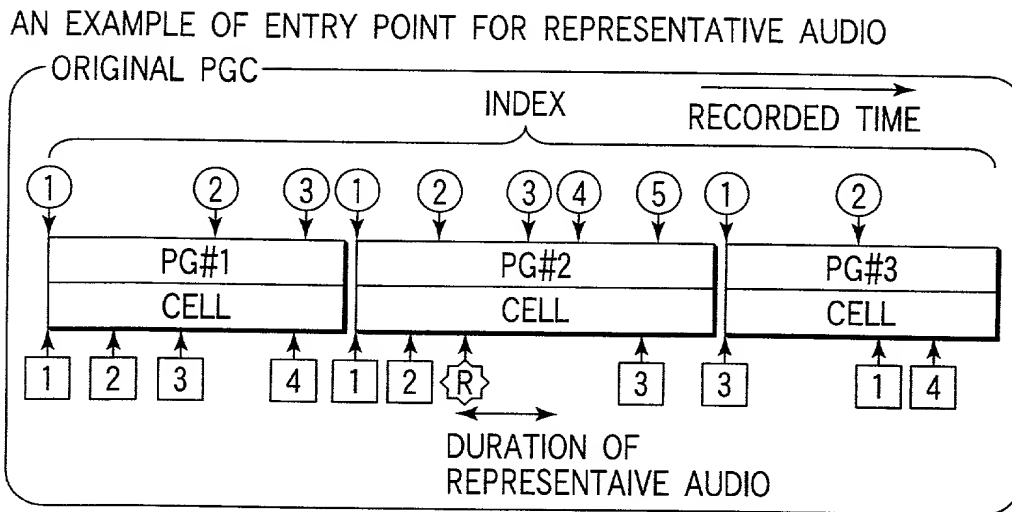 AN EXAMPLE OF ENTRY POINT FOR REPRESENTATIVE AUDIO
ORIGINAL PGC
INDEX
RECORDED TIME
1 2 3 1 2 3 4 5 1 2
PG#1 PG#2 PG#3
CELL CELL CELL
1 2 3 4 1 2 R 3 3 1 4
DURATION OF
REPRESENTAIVE AUDIO